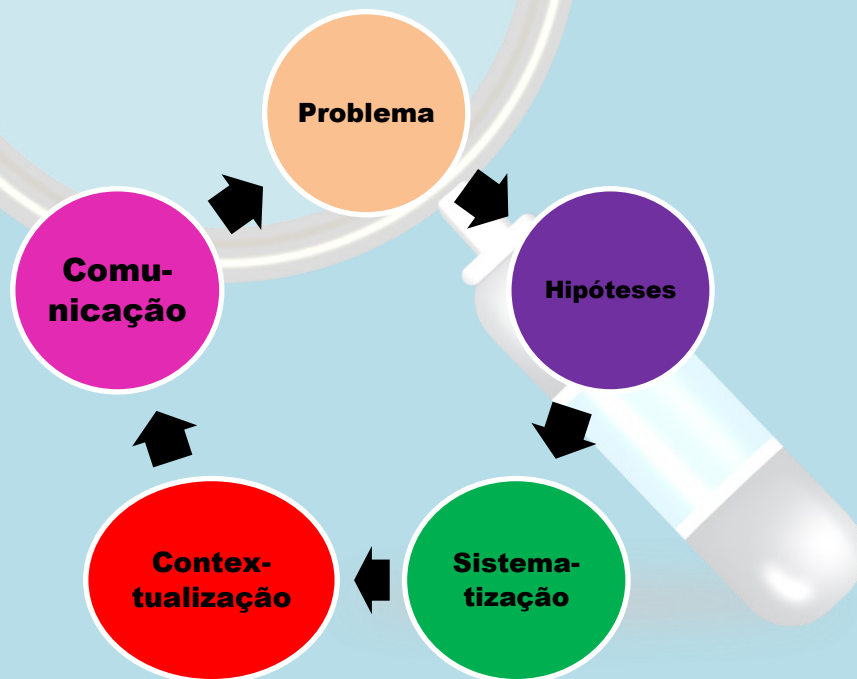 Problema
Hipóteses
Sistema-
tização
Contex-
tualização
Comu-
nicação